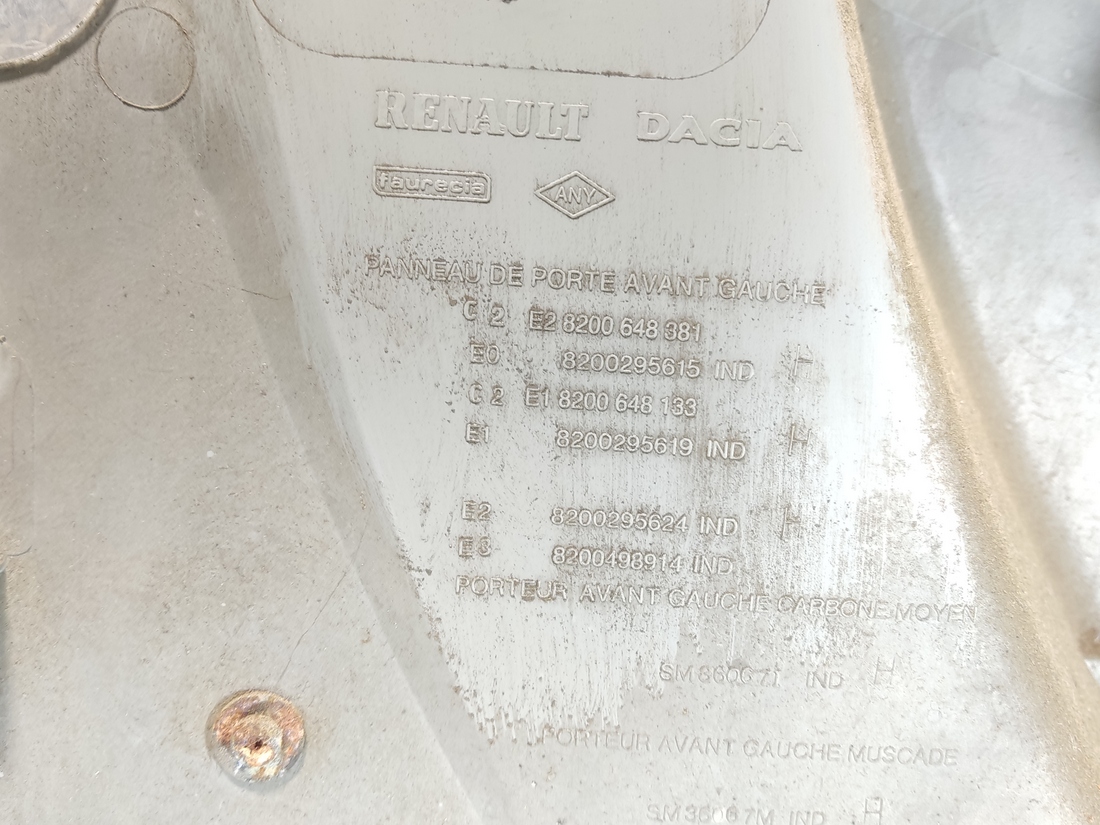 RENAULT DACIA
faurecia ANY
PANNEAU DE PORTE AVANT GAUCHE
C 2 E2 8200 648 381
E0 8200295615 IND
C 2 E1 8200 648 133
E1 8200295619 IND H
E2 8200295624 IND H
E3 8200498914 IND
PORTEUR AVANT GAUCHE CARBONE MOYEN
IND H
PORTEUR AVANT GAUCHE MUSCADE
IND H